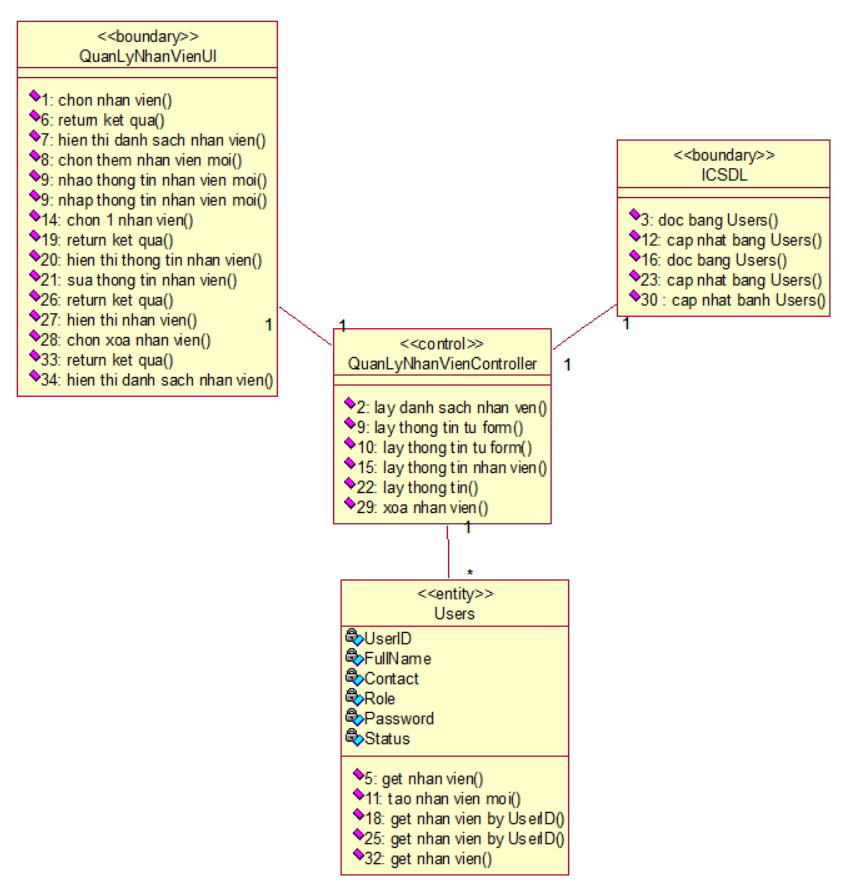 <<boundary>>
QuanLyNhanVienUI
1: chon nhan vien()
6: return ket qua()
7: hien thi danh sach nhan vien()
8: chon them nhan vien moi()
9: nhao thong tin nhan vien moi()
9: nhap thong tin nhan vien moi()
14: chon 1 nhan vien()
19: return ket qua()
20: hien thi thong tin nhan vien()
21: sua thong tin nhan vien()
26: return ket qua()
27: hien thi nhan vien()
28: chon xoa nhan vien()
33: return ket qua()
34: hien thi danh sach nhan vien()
1
1
<<boundary>>
ICSDL
3: doc bang Users()
12: cap nhat bang Users()
16: doc bang Users()
23: cap nhat bang Users()
30 : cap nhat banh Users()
1
1
<<control>>
QuanLyNhanVienController
2: lay danh sach nhan ven()
9: lay thong tin tu form()
10: lay thong tin tu form()
15: lay thong tin nhan vien()
22: lay thong tin()
29: xoa nhan vien()
1
*
<<entity>>
Users
UserID
FullName
Contact
Role
Password
Status
5: get nhan vien()
11: tao nhan vien moi()
18: get nhan vien by UserID()
25: get nhan vien by UserID()
32: get nhan vien()